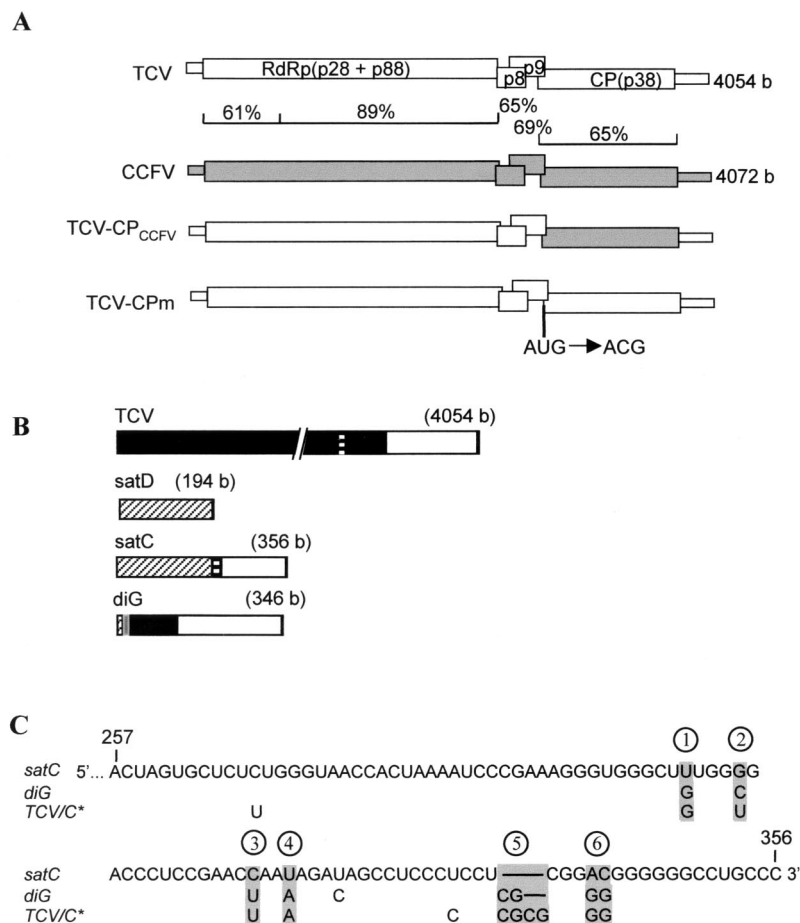 A
TCV
RdRp(p28 + p88)
p9
p8
CP(p38)
4054 b
61%
89%
65%
69%
65%
CCFV
4072 b
TCV-CPCCFV
TCV-CPm
AUG→ACG
B
TCV
(4054 b)
satD (194 b)
satC (356 b)
diG (346 b)
C
257
1 2
satC 5'... ACUAGUGCUCUCUGGGUAACCACUAAAAUCCCGAAAGGGUGGGCUUUGGGG
diG G C
TCV/C* U G U
3 4 5 6 356
satC ACCCUCCGAACCAAUAGAUAGCCUCCCUCCU——CGGACGGGGGGCCUGCCC 3'
diG U A C CG— GG
TCV/C* U A C CGCG GG